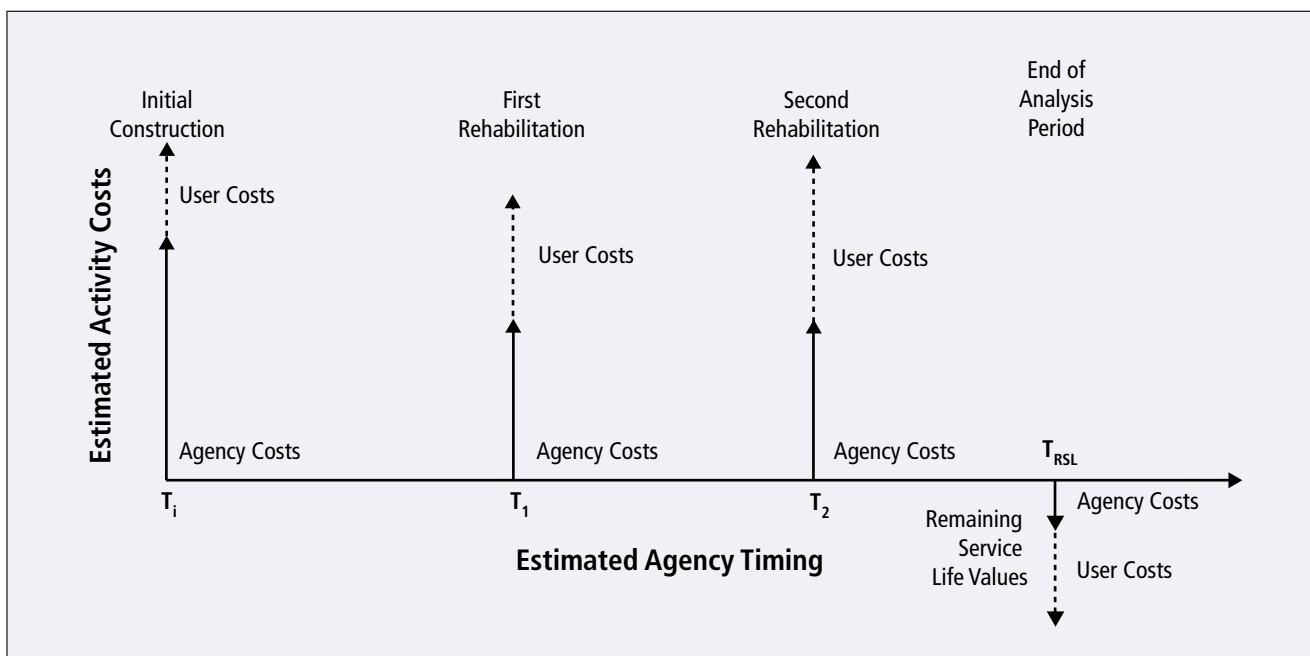 Initial
Construction
First
Rehabilitation
Second
Rehabilitation
End of
Analysis
Period
Estimated Activity Costs
User Costs
User Costs
User Costs
Agency Costs
Agency Costs
Agency Costs
T_RSL
T_i
T_1
T_2
Agency Costs
Remaining
Service
Life Values
User Costs
Estimated Agency Timing